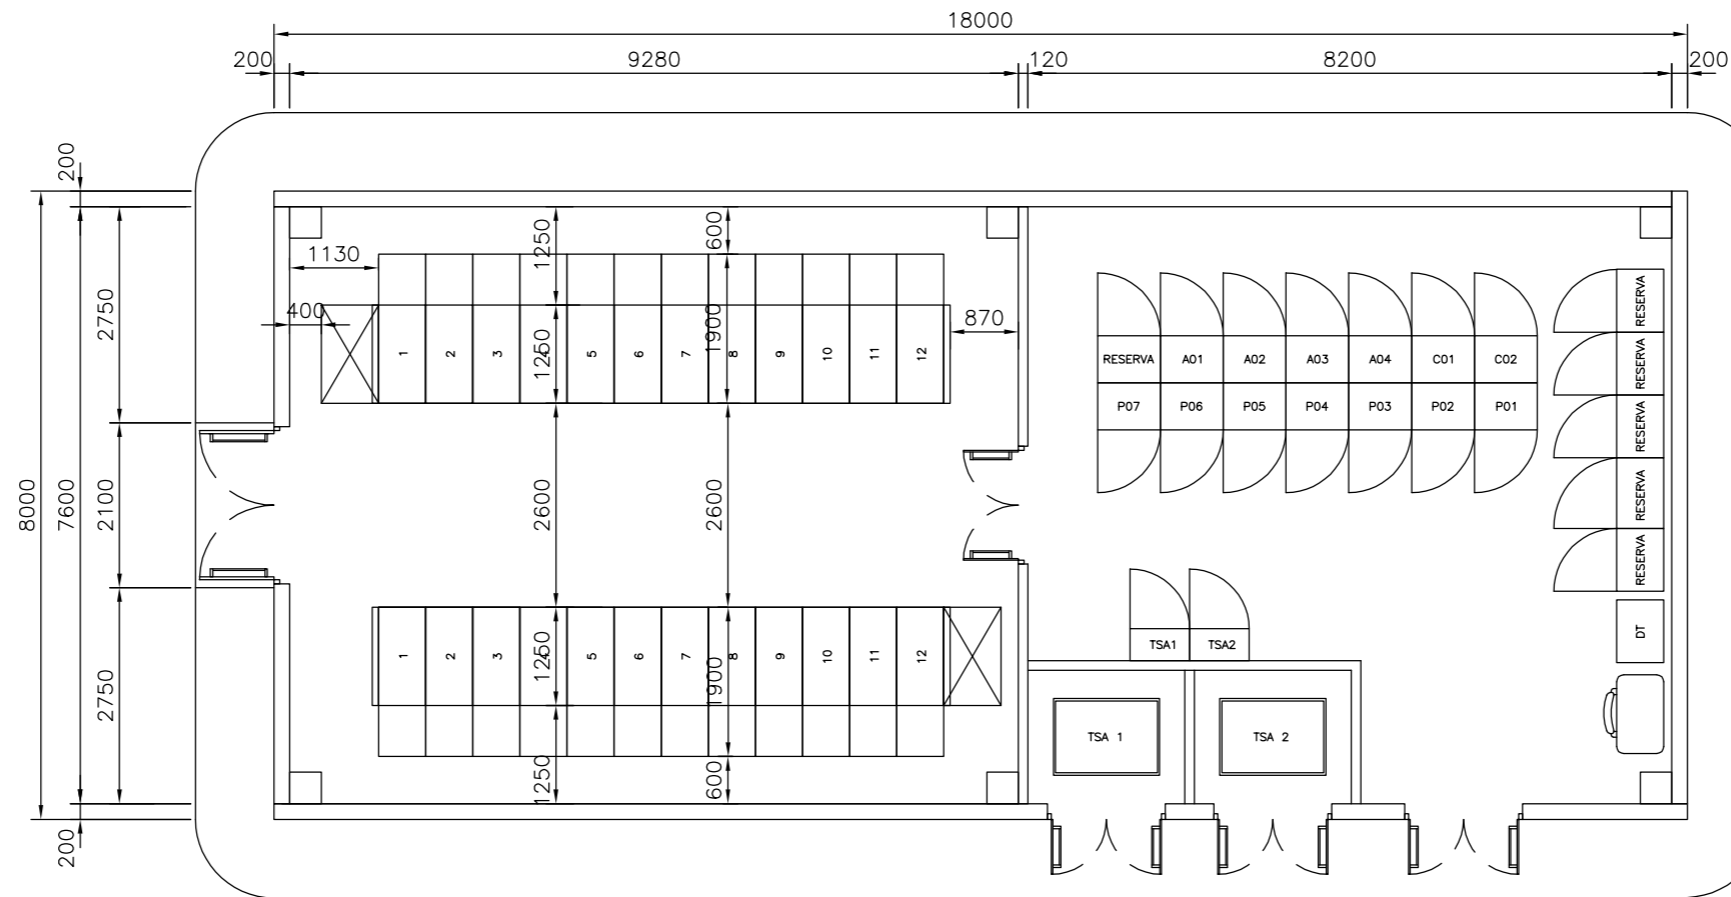 18000
200 9280 120 8200 200
200
8000
7600
2750
2100
2750
200
1130
400
1250
1250
2600
1250
1250
600
1900
2600
1900
600
870
1 2 3 4 5 6 7 8 9 10 11 12
1 2 3 4 5 6 7 8 9 10 11 12
RESERVA A01 A02 A03 A04 C01 C02
P07 P06 P05 P04 P03 P02 P01
RESERVA
RESERVA
RESERVA
RESERVA
RESERVA
DT
TSA1 TSA2
TSA 1 TSA 2